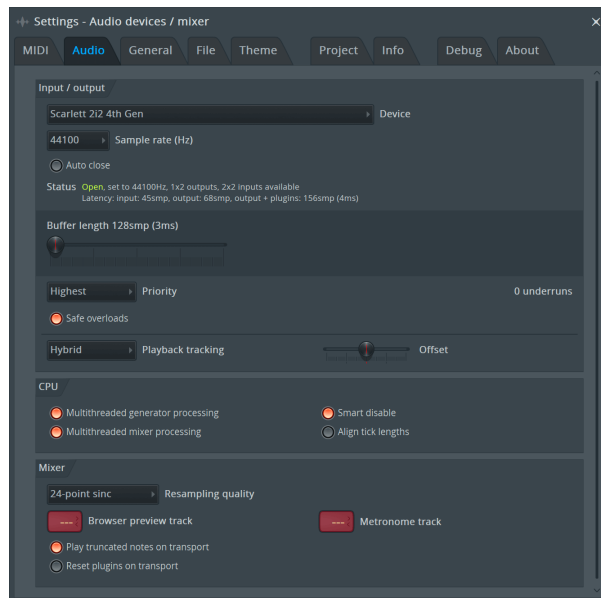 Settings - Audio devices / mixer
MIDI Audio General File Theme Project Info Debug About
Input / output
Scarlett 2i2 4th Gen Device
44100 Sample rate (Hz)
Auto close
Status Open, set to 44100Hz, 1x2 outputs, 2x2 inputs available
Latency: input: 45smp, output: 68smp, output + plugins: 156smp (4ms)
Buffer length 128smp (3ms)
Highest Priority 0 underruns
Safe overloads
Hybrid Playback tracking Offset
CPU
Multithreaded generator processing Smart disable
Multithreaded mixer processing Align tick lengths
Mixer
24-point sinc Resampling quality
--- Browser preview track --- Metronome track
Play truncated notes on transport
Reset plugins on transport